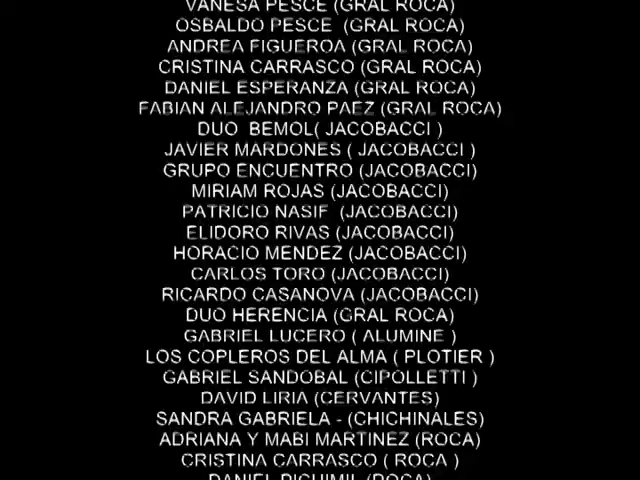 VANESA PESCE (GRAL ROCA)
OSBALDO PESCE (GRAL ROCA)
ANDREA FIGUEROA (GRAL ROCA)
CRISTINA CARRASCO (GRAL ROCA)
DANIEL ESPERANZA (GRAL ROCA)
FABIAN ALEJANDRO PAEZ (GRAL ROCA)
DUO BEMOL( JACOBACCI )
JAVIER MARDONES ( JACOBACCI )
GRUPO ENCUENTRO (JACOBACCI)
MIRIAM ROJAS (JACOBACCI)
PATRICIO NASIF (JACOBACCI)
ELIDORO RIVAS (JACOBACCI)
HORACIO MENDEZ (JACOBACCI)
CARLOS TORO (JACOBACCI)
RICARDO CASANOVA (JACOBACCI)
DUO HERENCIA (GRAL ROCA)
GABRIEL LUCERO ( ALUMINE )
LOS COPLEROS DEL ALMA ( PLOTIER )
GABRIEL SANDOBAL (CIPOLLETTI )
DAVID LIRIA (CERVANTES)
SANDRA GABRIELA - (CHICHINALES)
ADRIANA Y MABI MARTINEZ (ROCA)
CRISTINA CARRASCO ( ROCA )
DANIEL PICHIMIL (ROCA)